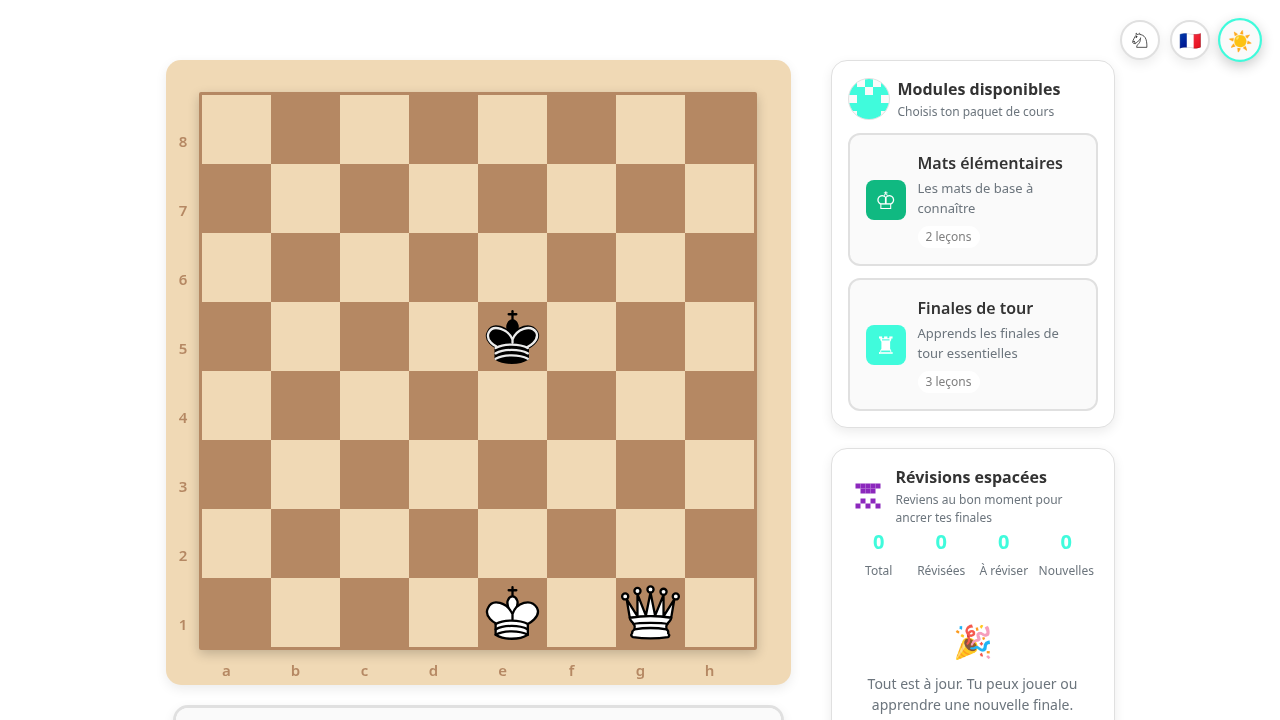 8
7
6
5
4
3
2
1
a b c d e f g h
Modules disponibles
Choisis ton paquet de cours
Mats élémentaires
Les mats de base à
connaître
2 leçons
Finales de tour
Apprends les finales de
tour essentielles
3 leçons
Révisions espacées
Reviens au bon moment pour
ancrer tes finales
0 0 0 0
Total Révisées À réviser Nouvelles
Tout est à jour. Tu peux jouer ou
apprendre une nouvelle finale.